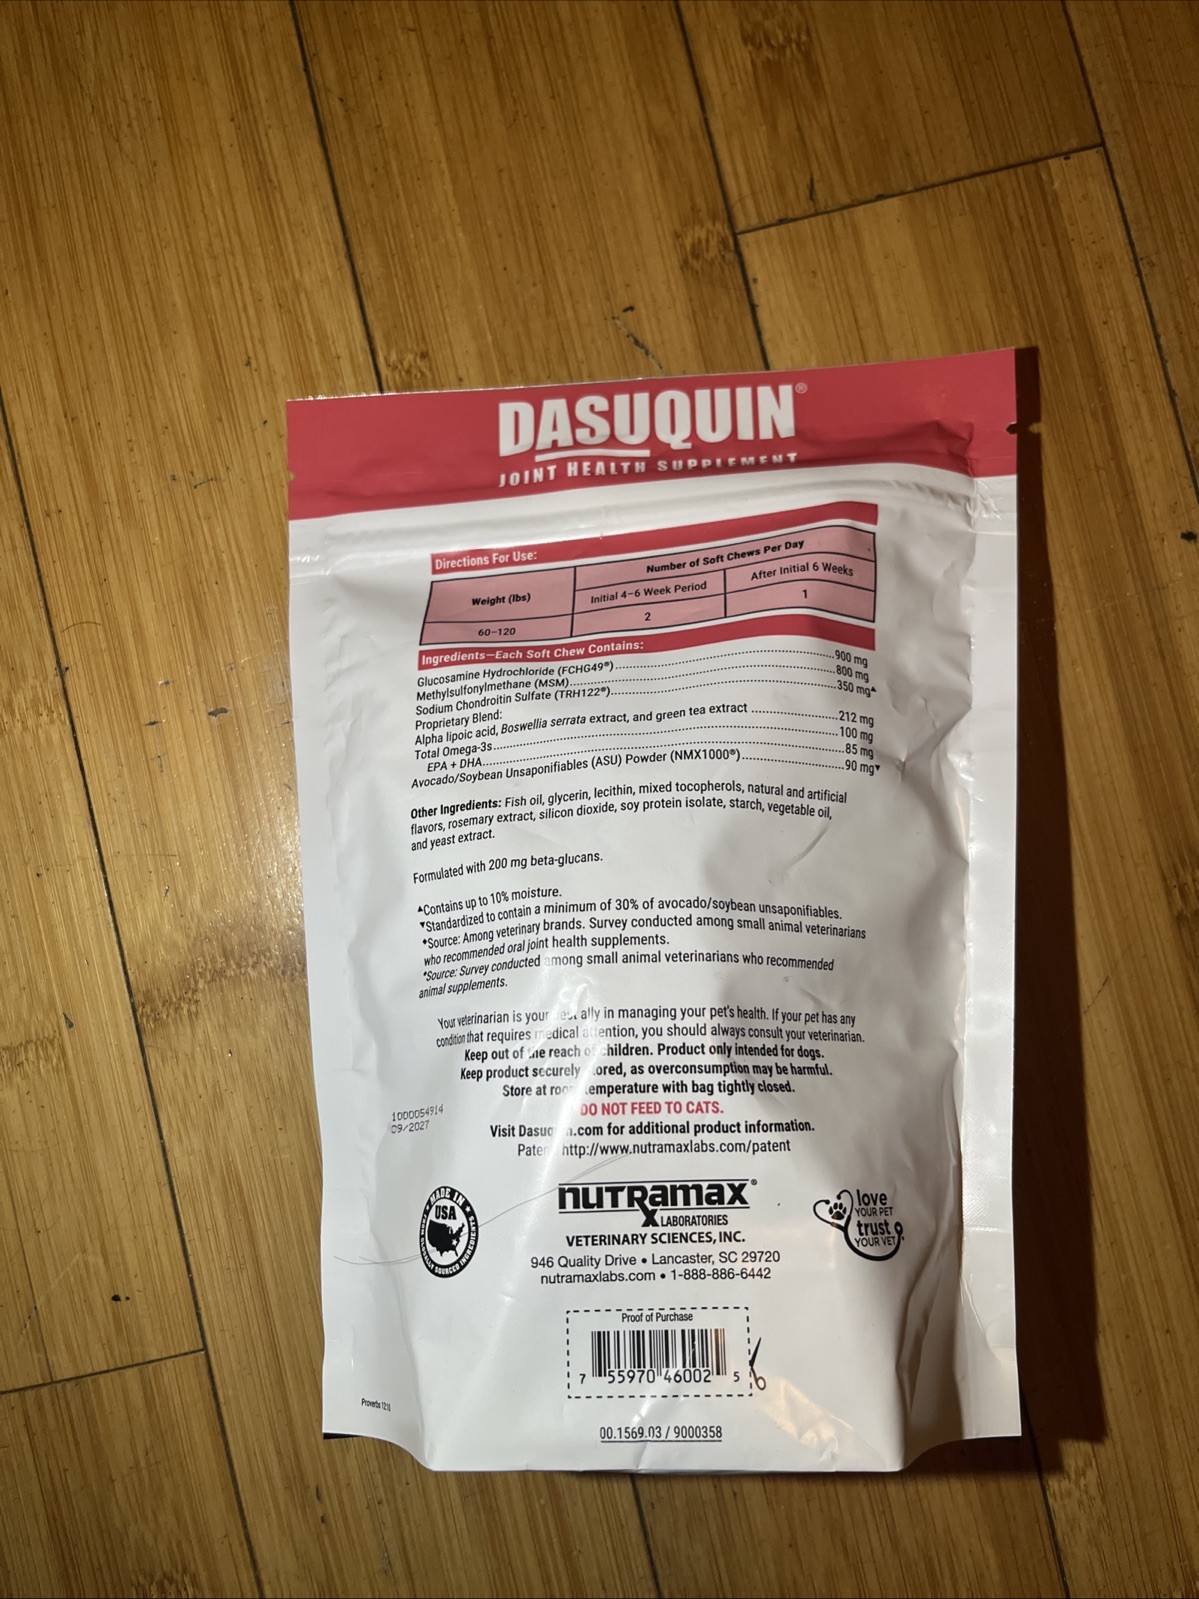 DASUQUIN®
JOINT HEALTH SUPPLEMENT
Directions For Use:
Weight (lbs)
Number of Soft Chews Per Day
Initial 4–6 Week Period
After Initial 6 Weeks
60–120
2
1
Ingredients—Each Soft Chew Contains:
Glucosamine Hydrochloride (FCHG49®)..........900 mg
Methylsulfonylmethane (MSM)..........800 mg
Sodium Chondroitin Sulfate (TRH122®)..........350 mg▲
Proprietary Blend:
Alpha lipoic acid, Boswellia serrata extract, and green tea extract ..........212 mg
Total Omega-3s..........100 mg
EPA + DHA..........85 mg
Avocado/Soybean Unsaponifiables (ASU) Powder (NMX1000®)..........90 mg▼
Other Ingredients: Fish oil, glycerin, lecithin, mixed tocopherols, natural and artificial
flavors, rosemary extract, silicon dioxide, soy protein isolate, starch, vegetable oil,
and yeast extract.
Formulated with 200 mg beta-glucans.
▲Contains up to 10% moisture.
▼Standardized to contain a minimum of 30% of avocado/soybean unsaponifiables.
♦Source: Among veterinary brands. Survey conducted among small animal veterinarians
who recommended oral joint health supplements.
*Source: Survey conducted among small animal veterinarians who recommended
animal supplements.
Your veterinarian is your ally in managing your pet's health. If your pet has any
condition that requires medical attention, you should always consult your veterinarian.
Keep out of the reach of children. Product only intended for dogs.
Keep product securely stored, as overconsumption may be harmful.
Store at room temperature with bag tightly closed.
DO NOT FEED TO CATS.
1000054914
09/2027
Visit Dasuquin.com for additional product information.
Patent http://www.nutramaxlabs.com/patent
MADE IN
USA
FROM GLOBALLY SOURCED INGREDIENTS
nutramax®
LABORATORIES
VETERINARY SCIENCES, INC.
946 Quality Drive • Lancaster, SC 29720
nutramaxlabs.com • 1-888-886-6442
love
YOUR PET
trust
YOUR VET
Proof of Purchase
7 55970 46002 5
Proverbs 12:10
00.1569.03 / 9000358